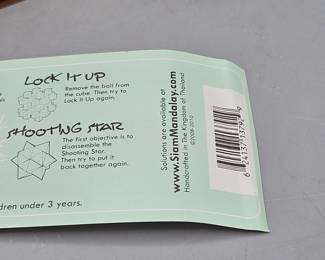 LOCK IT UP
Remove the ball from
the cube. Then try to
Lock It Up again.
SHOOTING STAR
The first objective is to
disassemble the
Shooting Star.
Then try to put it
back together again.
dren under 3 years.
Solutions are available at
www.SiamMandalay.com
Handcrafted in The Kingdom of Thailand
©2008-2010